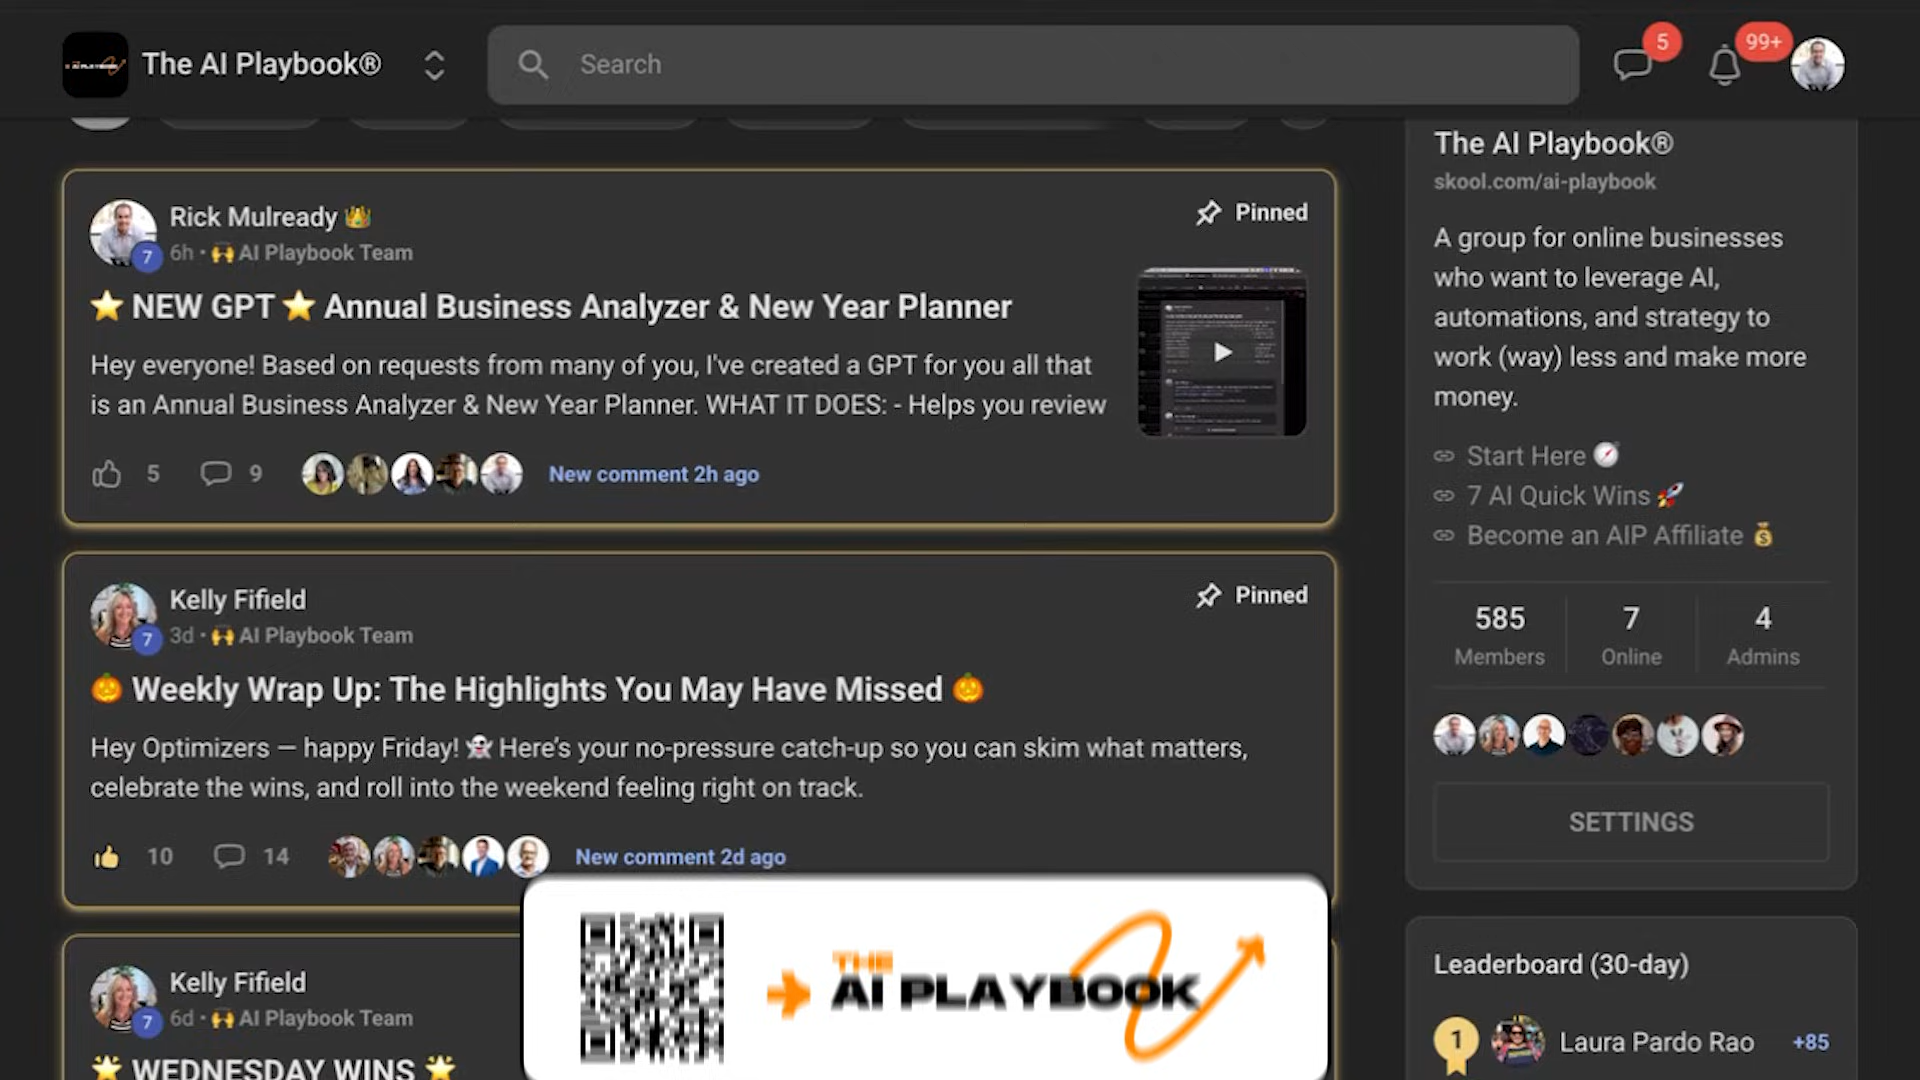 The AI Playbook®
Search
5
99+
Rick Mulready 👑
7
6h · 🙌 AI Playbook Team
Pinned
⭐ NEW GPT ⭐ Annual Business Analyzer & New Year Planner
Hey everyone! Based on requests from many of you, I've created a GPT for you all that
is an Annual Business Analyzer & New Year Planner. WHAT IT DOES: - Helps you review
5
9
New comment 2h ago
Kelly Fifield
7
3d · 🙌 AI Playbook Team
Pinned
🎃 Weekly Wrap Up: The Highlights You May Have Missed 🎃
Hey Optimizers — happy Friday! 👻 Here's your no-pressure catch-up so you can skim what matters,
celebrate the wins, and roll into the weekend feeling right on track.
10
14
New comment 2d ago
Kelly Fifield
7
6d · 🙌 AI Playbook Team
🌟 WEDNESDAY WINS 🌟
THE
AI PLAYBOOK
The AI Playbook®
skool.com/ai-playbook
A group for online businesses
who want to leverage AI,
automations, and strategy to
work (way) less and make more
money.
Start Here 🧭
7 AI Quick Wins 🚀
Become an AIP Affiliate 💰
585
Members
7
Online
4
Admins
SETTINGS
Leaderboard (30-day)
1
Laura Pardo Rao
+85